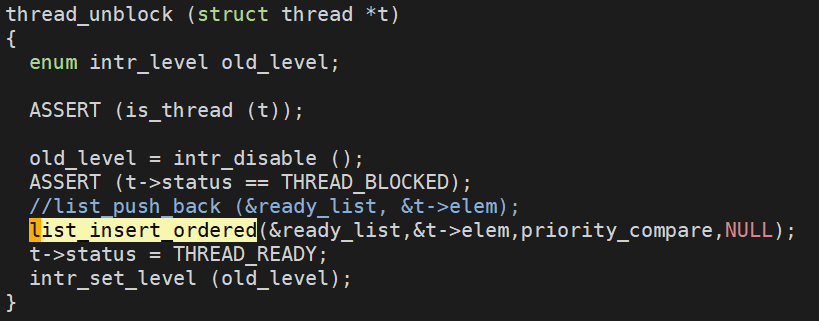 thread_unblock (struct thread *t)
{
  enum intr_level old_level;

  ASSERT (is_thread (t));

  old_level = intr_disable ();
  ASSERT (t->status == THREAD_BLOCKED);
  //list_push_back (&ready_list, &t->elem);
  list_insert_ordered(&ready_list,&t->elem,priority_compare,NULL);
  t->status = THREAD_READY;
  intr_set_level (old_level);
}